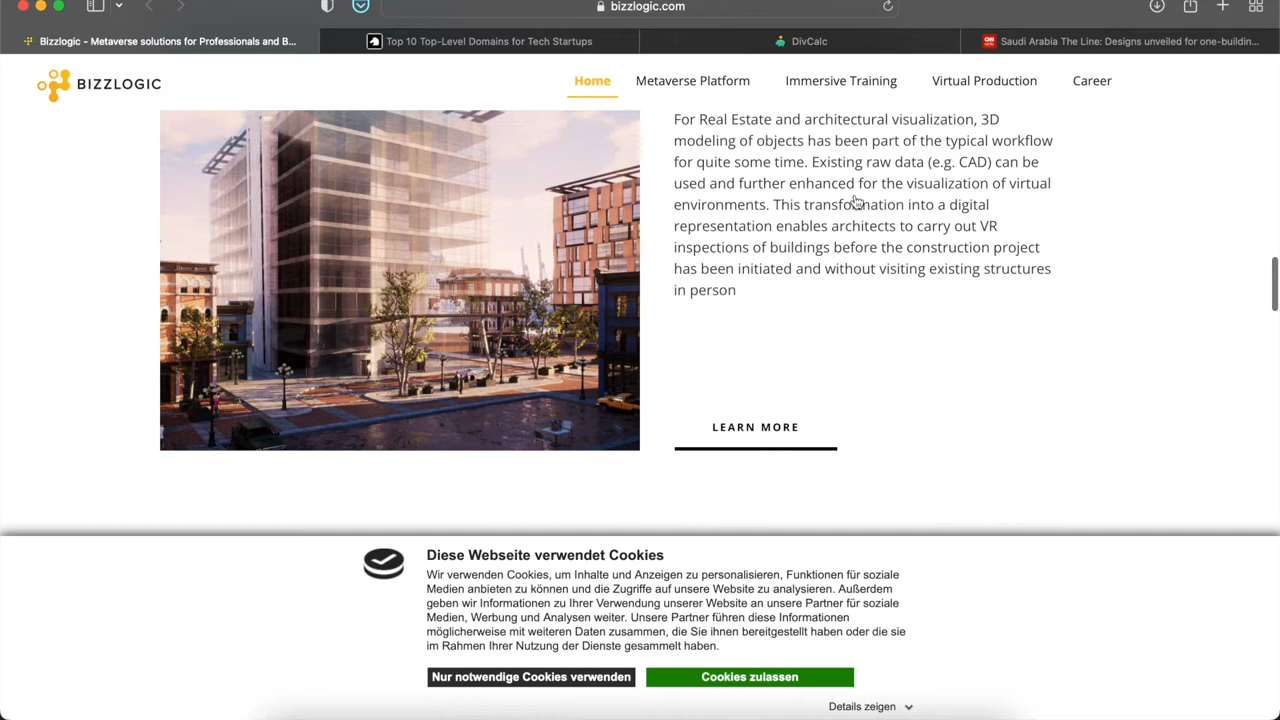 bizzlogic.com
Bizzlogic - Metaverse solutions for Professionals and B...
Top 10 Top-Level Domains for Tech Startups
DivCalc
Saudi Arabia The Line: Designs unveiled for one-buildin...
BIZZLOGIC
Home
Metaverse Platform
Immersive Training
Virtual Production
Career
For Real Estate and architectural visualization, 3D
modeling of objects has been part of the typical workflow
for quite some time. Existing raw data (e.g. CAD) can be
used and further enhanced for the visualization of virtual
environments. This transformation into a digital
representation enables architects to carry out VR
inspections of buildings before the construction project
has been initiated and without visiting existing structures
in person
LEARN MORE
Diese Webseite verwendet Cookies
Wir verwenden Cookies, um Inhalte und Anzeigen zu personalisieren, Funktionen für soziale
Medien anbieten zu können und die Zugriffe auf unsere Website zu analysieren. Außerdem
geben wir Informationen zu Ihrer Verwendung unserer Website an unsere Partner für soziale
Medien, Werbung und Analysen weiter. Unsere Partner führen diese Informationen
möglicherweise mit weiteren Daten zusammen, die Sie ihnen bereitgestellt haben oder die sie
im Rahmen Ihrer Nutzung der Dienste gesammelt haben.
Nur notwendige Cookies verwenden
Cookies zulassen
Details zeigen